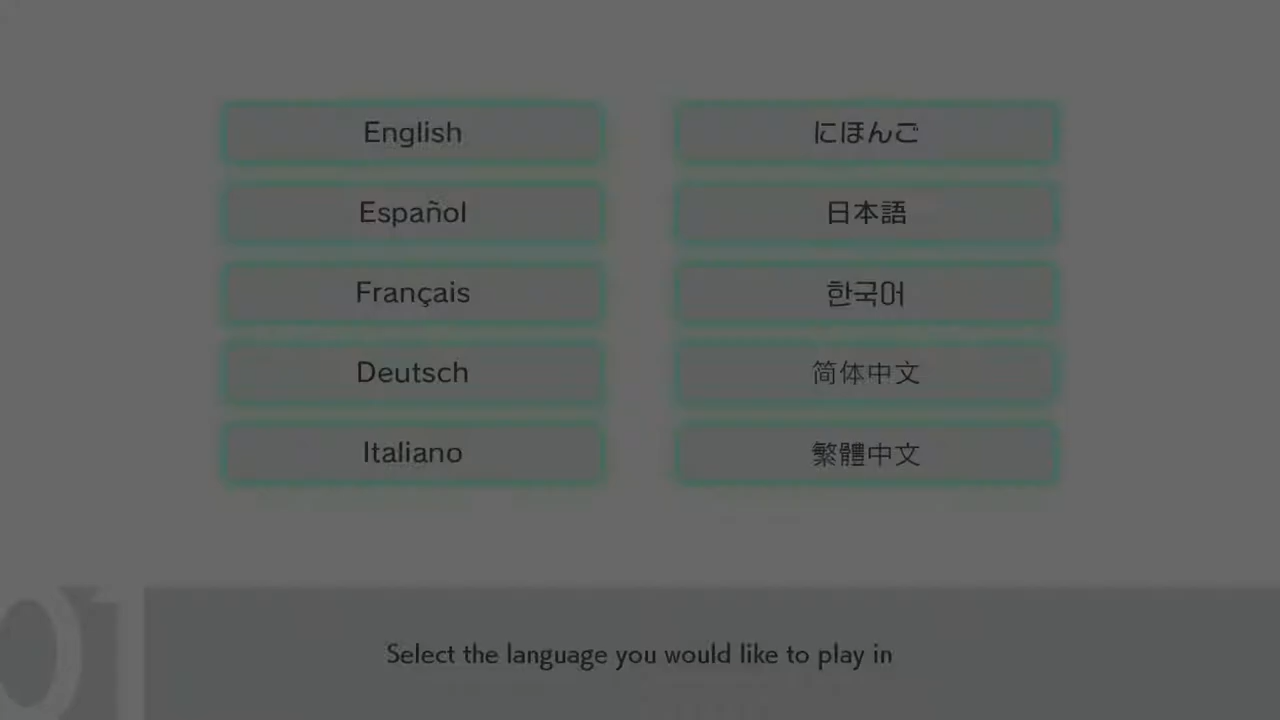 English
Español
Français
Deutsch
Italiano
にほんご
日本語
한국어
简体中文
繁體中文
01
Select the language you would like to play in